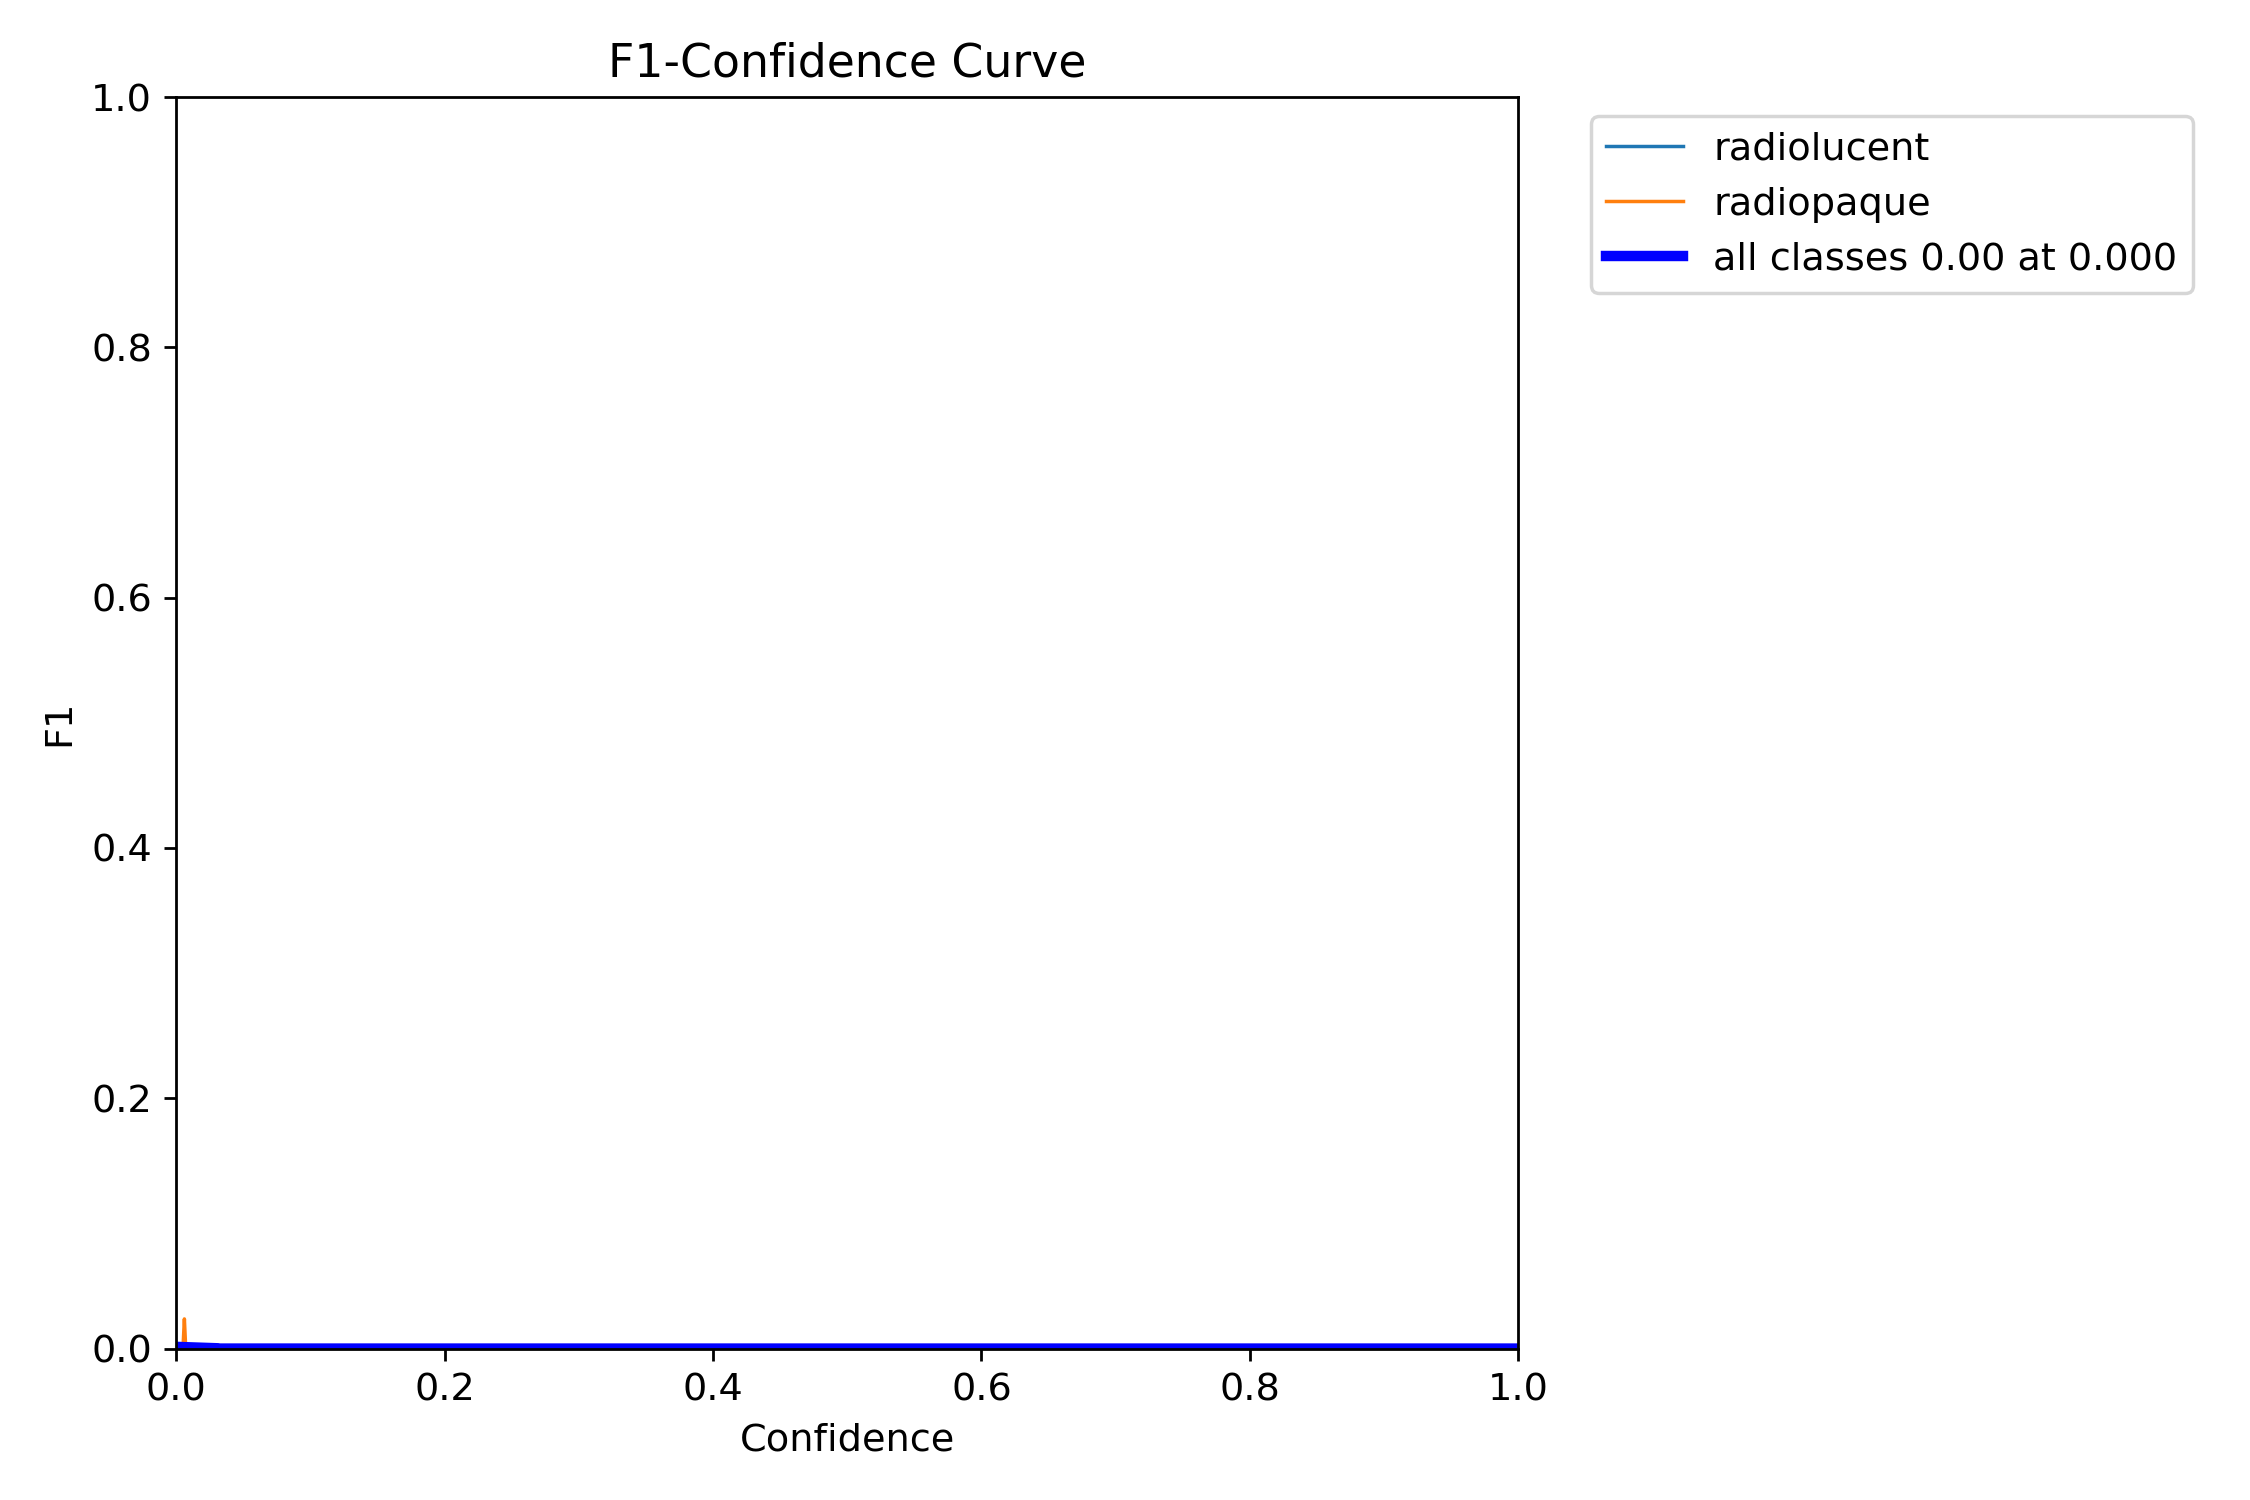 F1-Confidence Curve
1.0
0.8
0.6
0.4
0.2
0.0
F1
0.0 0.2 0.4 0.6 0.8 1.0
Confidence
radiolucent
radiopaque
all classes 0.00 at 0.000